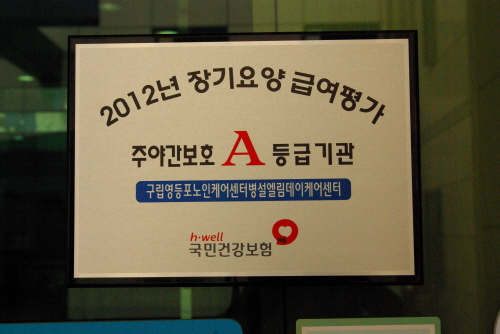 2012년 장기요양 급여평가
주야간보호 A 등급기관
구립영등포노인케어센터병설엘림데이케어센터
h·well
국민건강보험